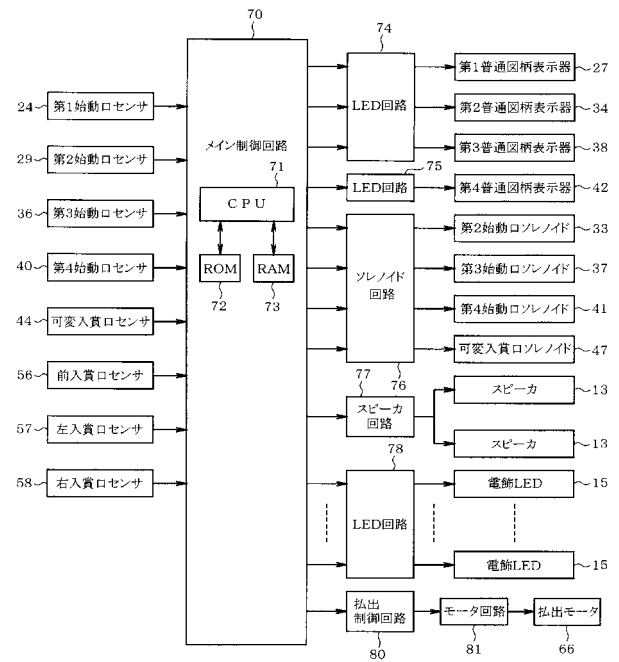 70
74
24 第1始動口センサ
29 第2始動口センサ
36 第3始動口センサ
40 第4始動口センサ
44 可変入賞口センサ
56 前入賞口センサ
57 左入賞口センサ
58 右入賞口センサ
メイン制御回路
71
CPU
ROM
RAM
72
73
LED回路
75
LED回路
ソレノイド
回路
76
77
スピーカ
回路
78
LED回路
払出
制御回路
80
モータ回路
81
払出モータ
66
第1普通図柄表示器 27
第2普通図柄表示器 34
第3普通図柄表示器 38
第4普通図柄表示器 42
第2始動口ソレノイド 33
第3始動口ソレノイド 37
第4始動口ソレノイド 41
可変入賞口ソレノイド 47
スピーカ 13
スピーカ 13
電飾LED 15
電飾LED 15